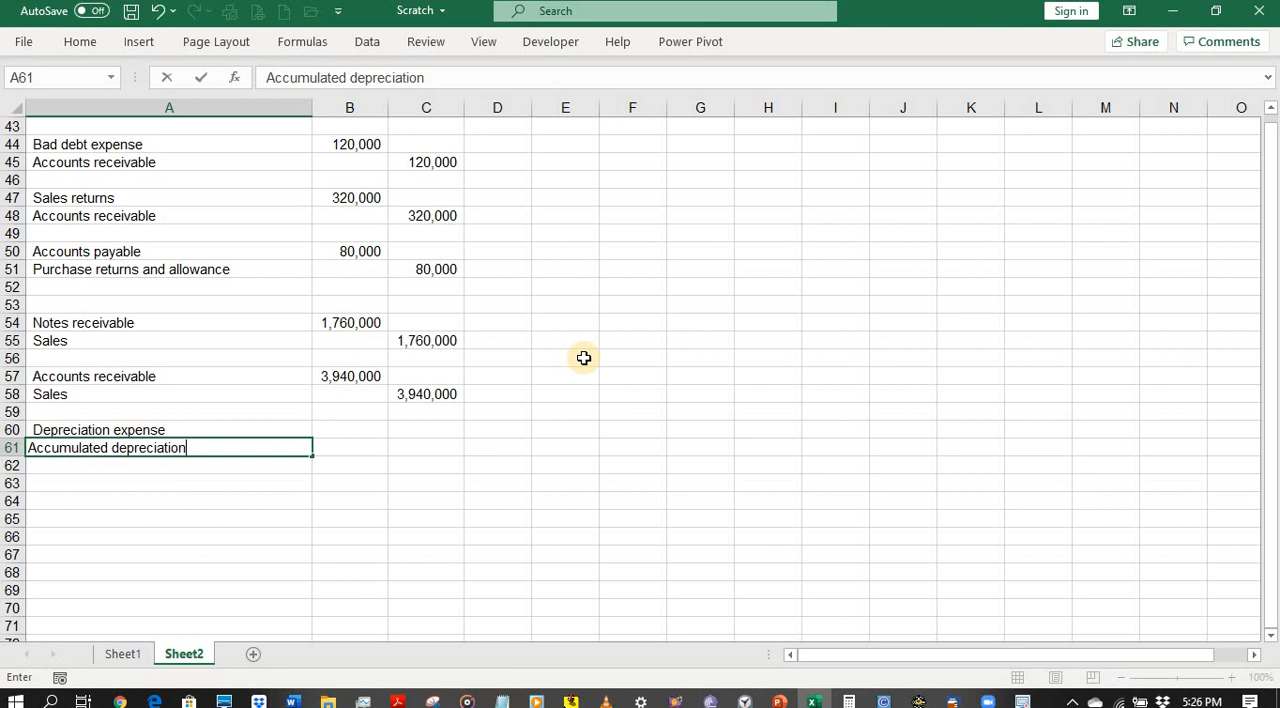 AutoSave Off Scratch Search Sign in
File Home Insert Page Layout Formulas Data Review View Developer Help Power Pivot Share Comments
A61 fx Accumulated depreciation
A B C D E F G H I J K L M N O
43
44 Bad debt expense 120,000
45 Accounts receivable 120,000
46
47 Sales returns 320,000
48 Accounts receivable 320,000
49
50 Accounts payable 80,000
51 Purchase returns and allowance 80,000
52
53
54 Notes receivable 1,760,000
55 Sales 1,760,000
56
57 Accounts receivable 3,940,000
58 Sales 3,940,000
59
60 Depreciation expense
61 Accumulated depreciation
62
63
64
65
66
67
68
69
70
71
Sheet1 Sheet2
Enter 100%
5:26 PM